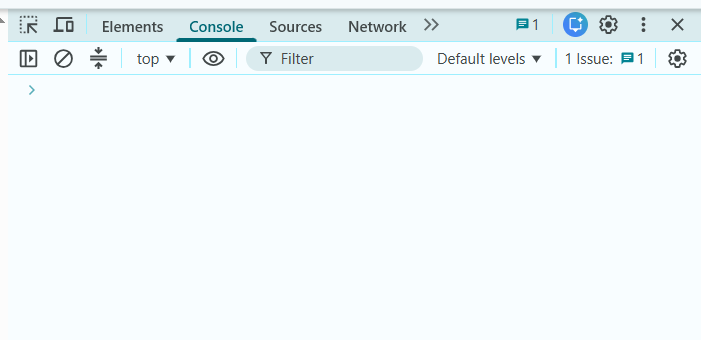 Elements Console Sources Network 1
top Filter Default levels 1 Issue: 1